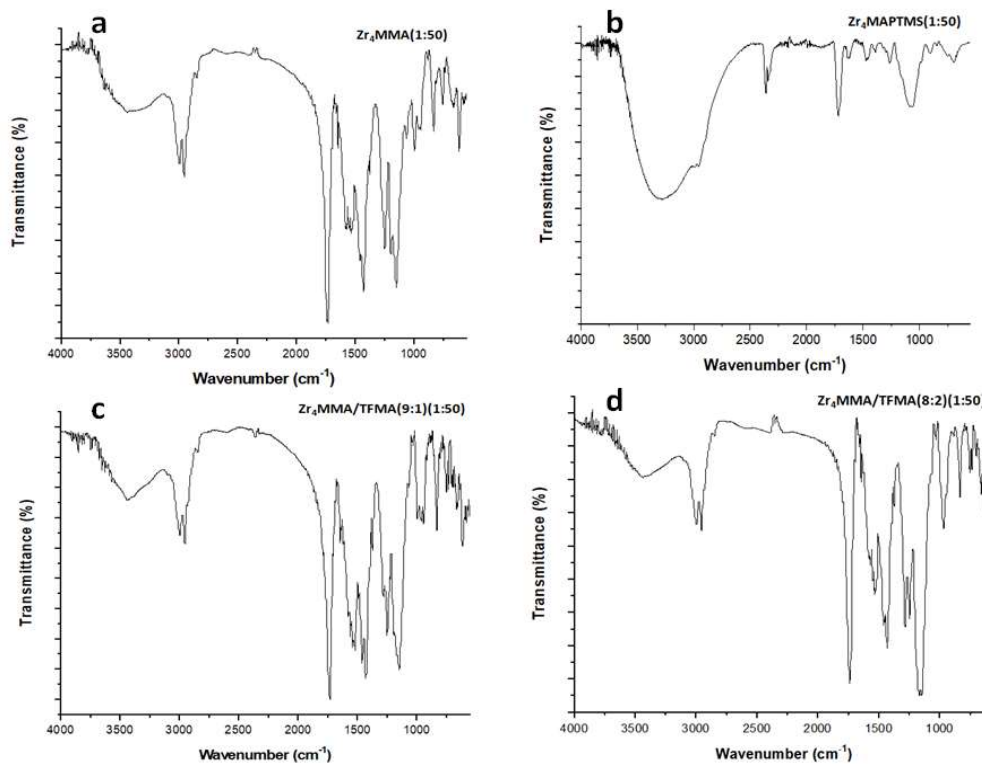 a
Zr₄MMA(1:50)
Transmittance (%)
4000 3500 3000 2500 2000 1500 1000
Wavenumber (cm⁻¹)
b
Zr₄MAPTMS(1:50)
Transmittance (%)
4000 3500 3000 2500 2000 1500 1000
Wavenumber (cm⁻¹)
c
Zr₄MMA/TFMA(9:1)(1:50)
Transmittance (%)
4000 3500 3000 2500 2000 1500 1000
Wavenumber (cm⁻¹)
d
Zr₄MMA/TFMA(8:2)(1:50)
Transmittance (%)
4000 3500 3000 2500 2000 1500 1000
Wavenumber (cm⁻¹)